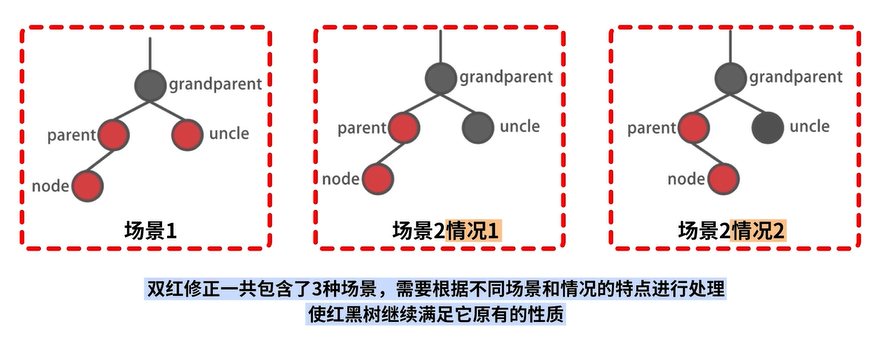 grandparent
parent
uncle
node
场景1
grandparent
parent
uncle
node
场景2情况1
grandparent
parent
uncle
node
场景2情况2
双红修正一共包含了3种场景，需要根据不同场景和情况的特点进行处理
使红黑树继续满足它原有的性质